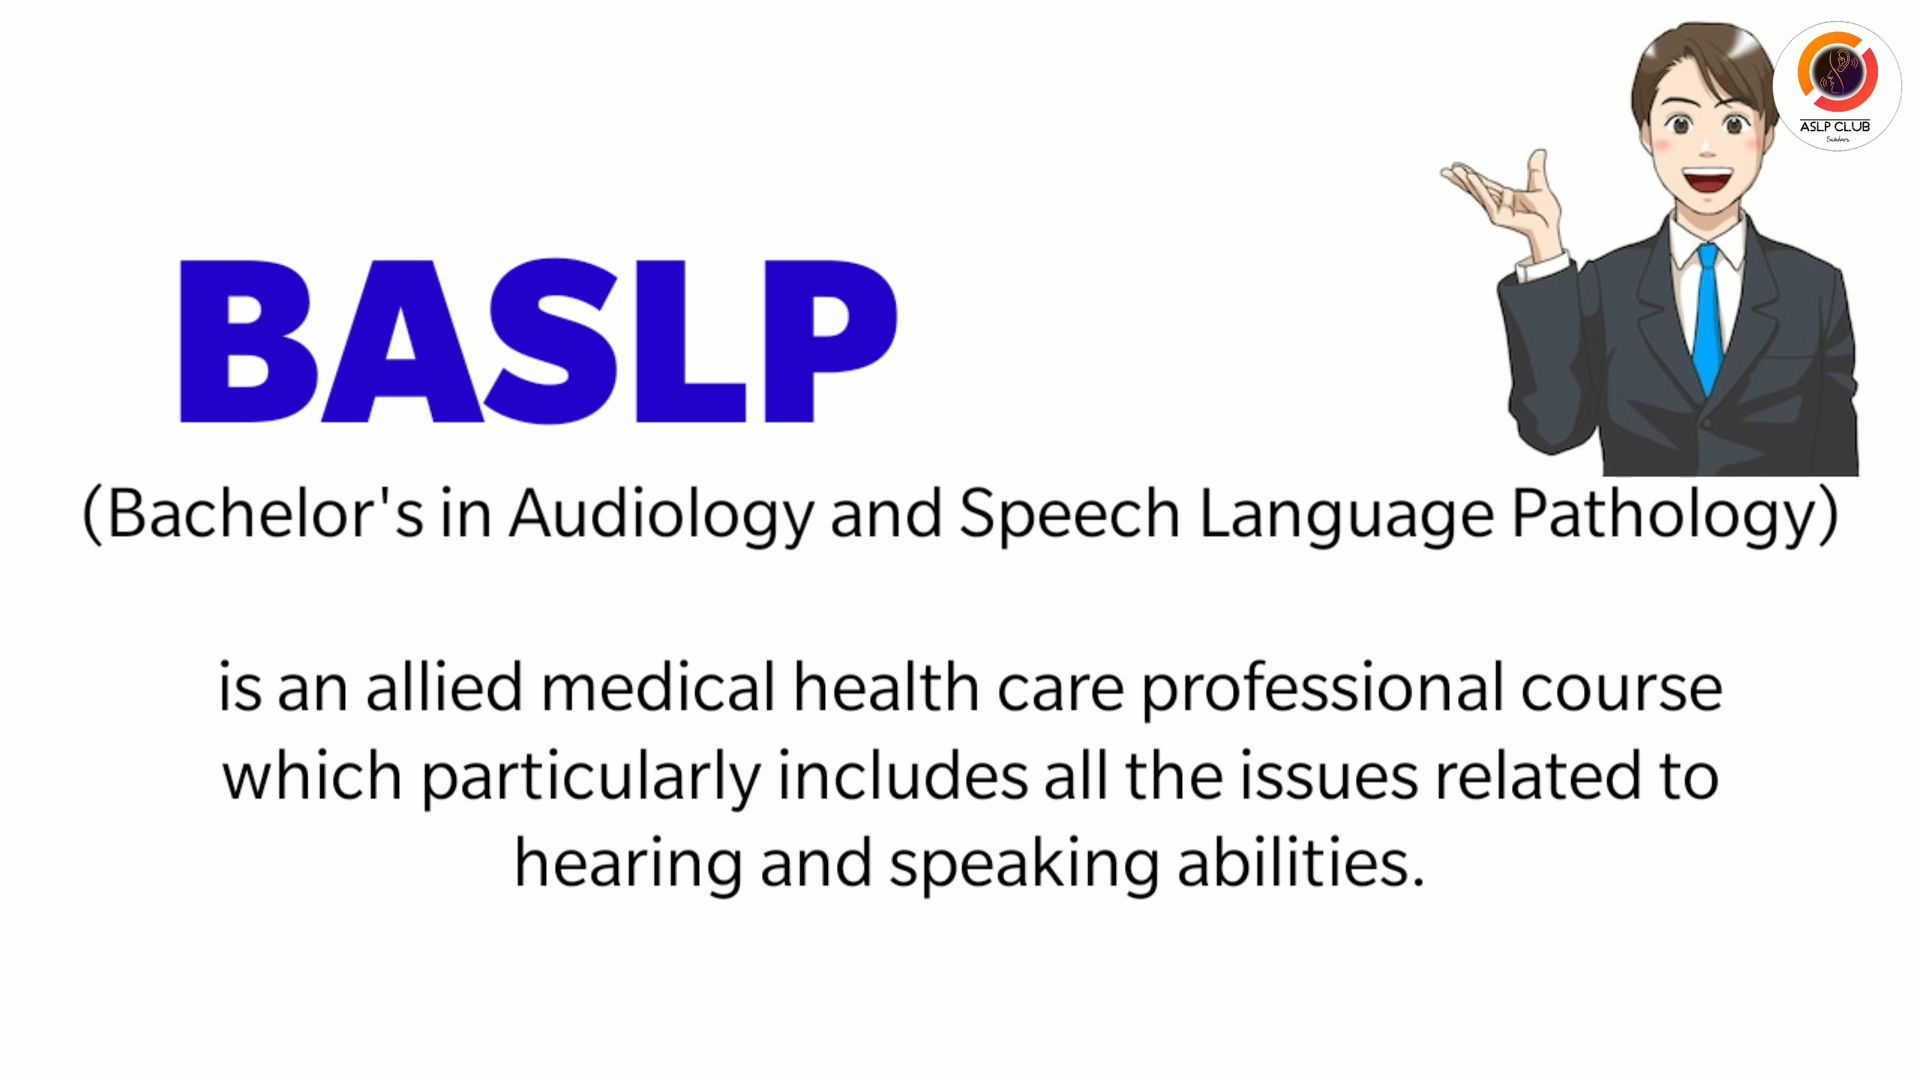 ASLP CLUB
Scholars
BASLP
(Bachelor's in Audiology and Speech Language Pathology)
is an allied medical health care professional course
which particularly includes all the issues related to
hearing and speaking abilities.